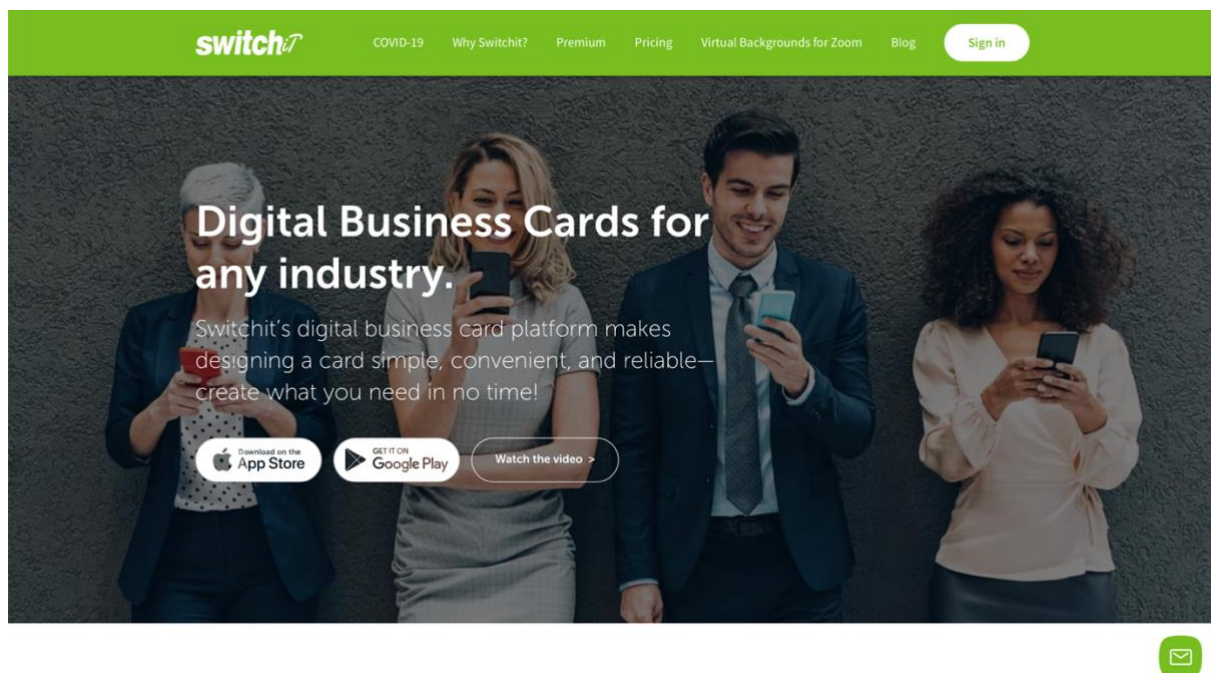 switchiT
COVID-19
Why Switchit?
Premium
Pricing
Virtual Backgrounds for Zoom
Blog
Sign in
Digital Business Cards for
any industry.
Switchit’s digital business card platform makes
designing a card simple, convenient, and reliable—
create what you need in no time!
Download on the
App Store
GET IT ON
Google Play
Watch the video >